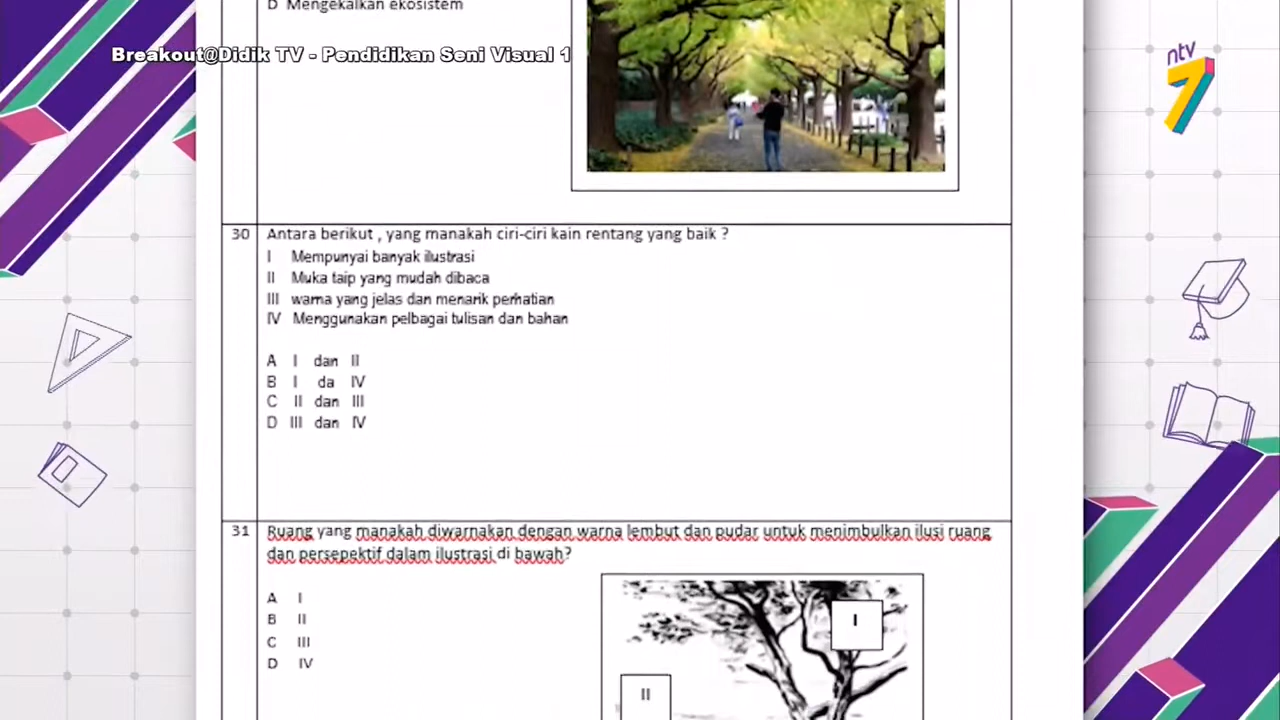 D Mengekalkan ekosistem
Breakout@Didik TV - Pendidikan Seni Visual 1
ntv
7
30 Antara berikut , yang manakah ciri-ciri kain rentang yang baik ?
I Mempunyai banyak ilustrasi
II Muka taip yang mudah dibaca
III warna yang jelas dan menarik perhatian
IV Menggunakan pelbagai tulisan dan bahan
A I dan II
B I da IV
C II dan III
D III dan IV
31 Ruang yang manakah diwarnakan dengan warna lembut dan pudar untuk menimbulkan ilusi ruang
dan persepektif dalam ilustrasi di bawah?
A I
B II
C III
D IV
I
II